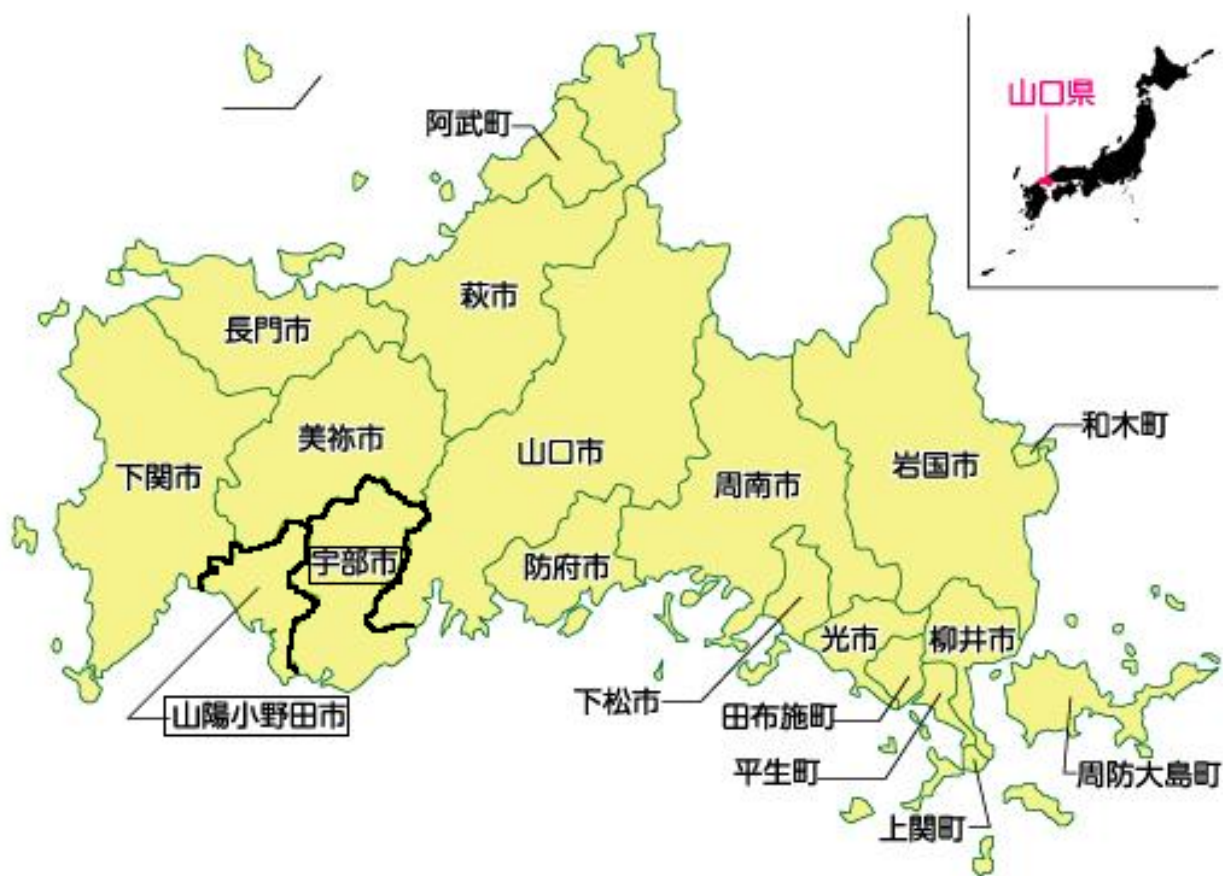 山口県
阿武町
萩市
長門市
和木町
美祢市
山口市
岩国市
下関市
周南市
宇部市
防府市
光市
柳井市
下松市
山陽小野田市
田布施町
平生町
周防大島町
上関町